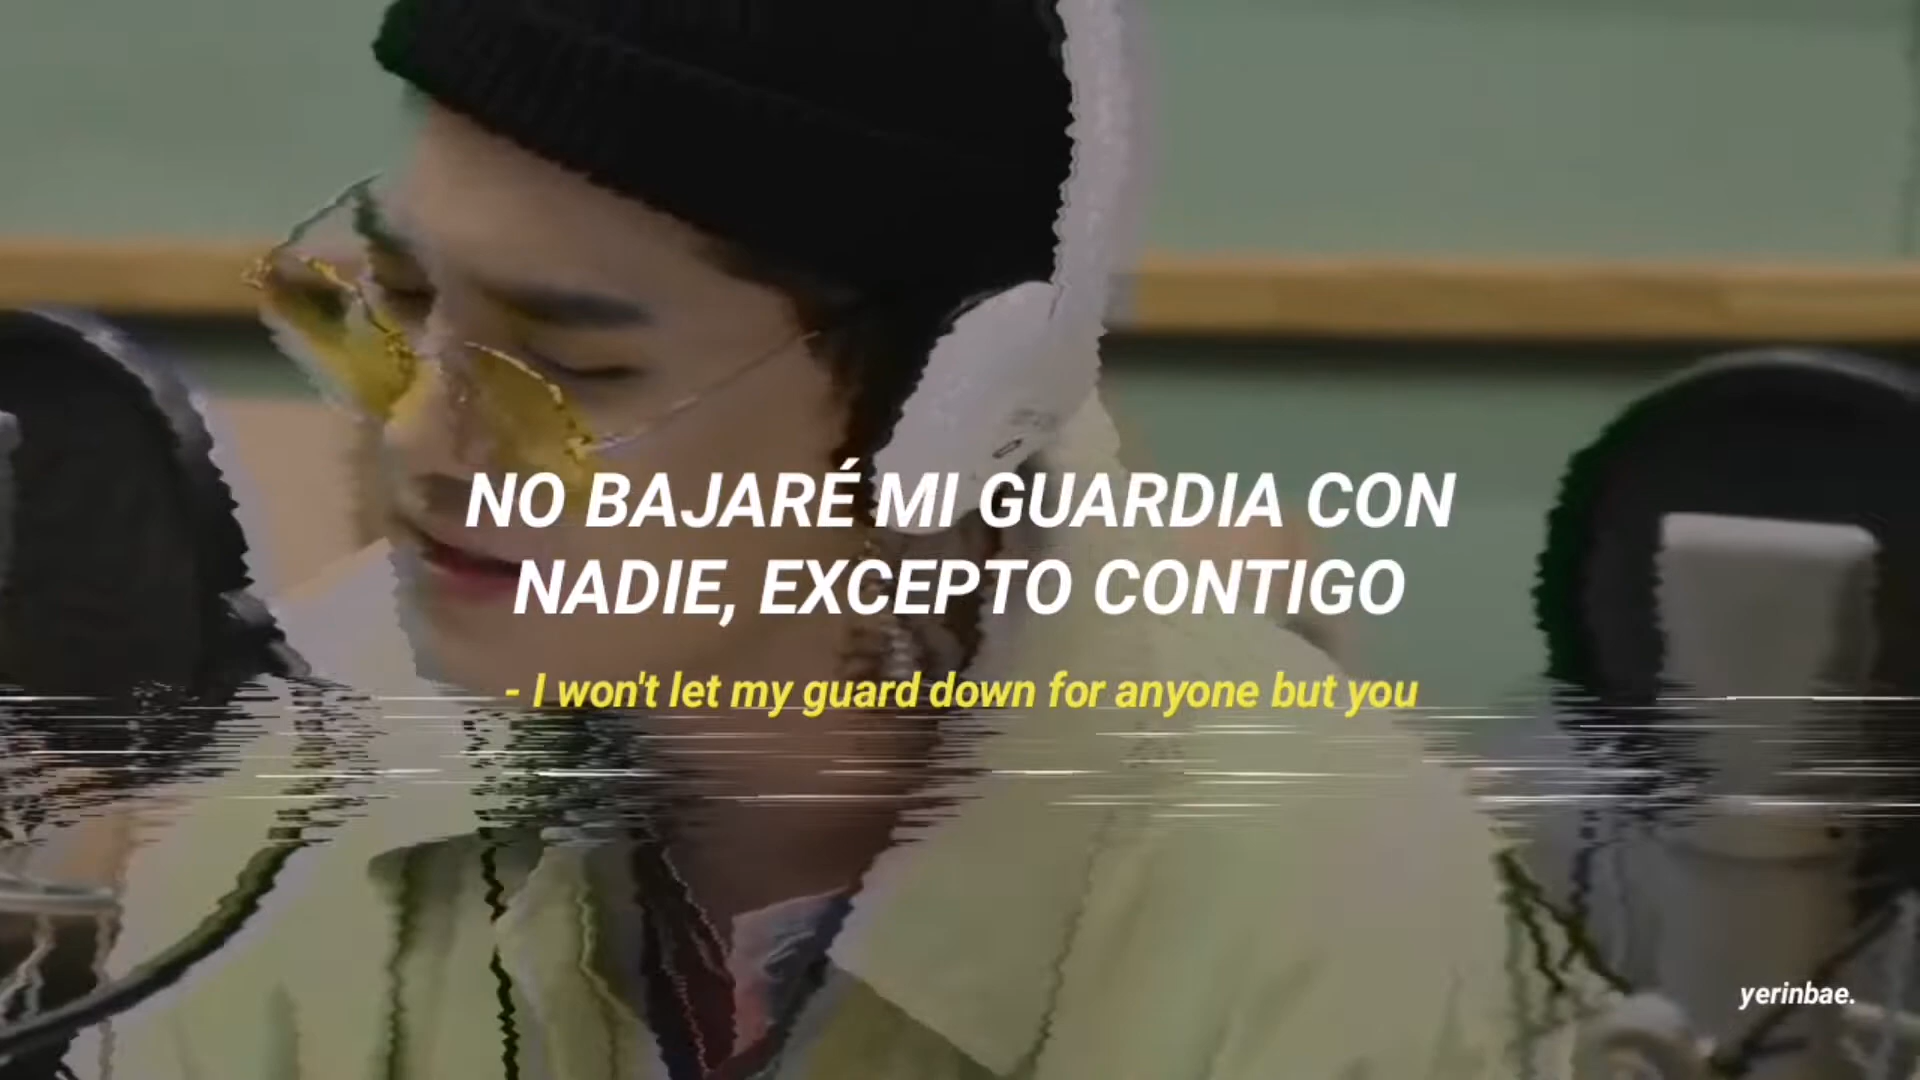 NO BAJARÉ MI GUARDIA CON
NADIE, EXCEPTO CONTIGO
- I won't let my guard down for anyone but you
yerinbae.